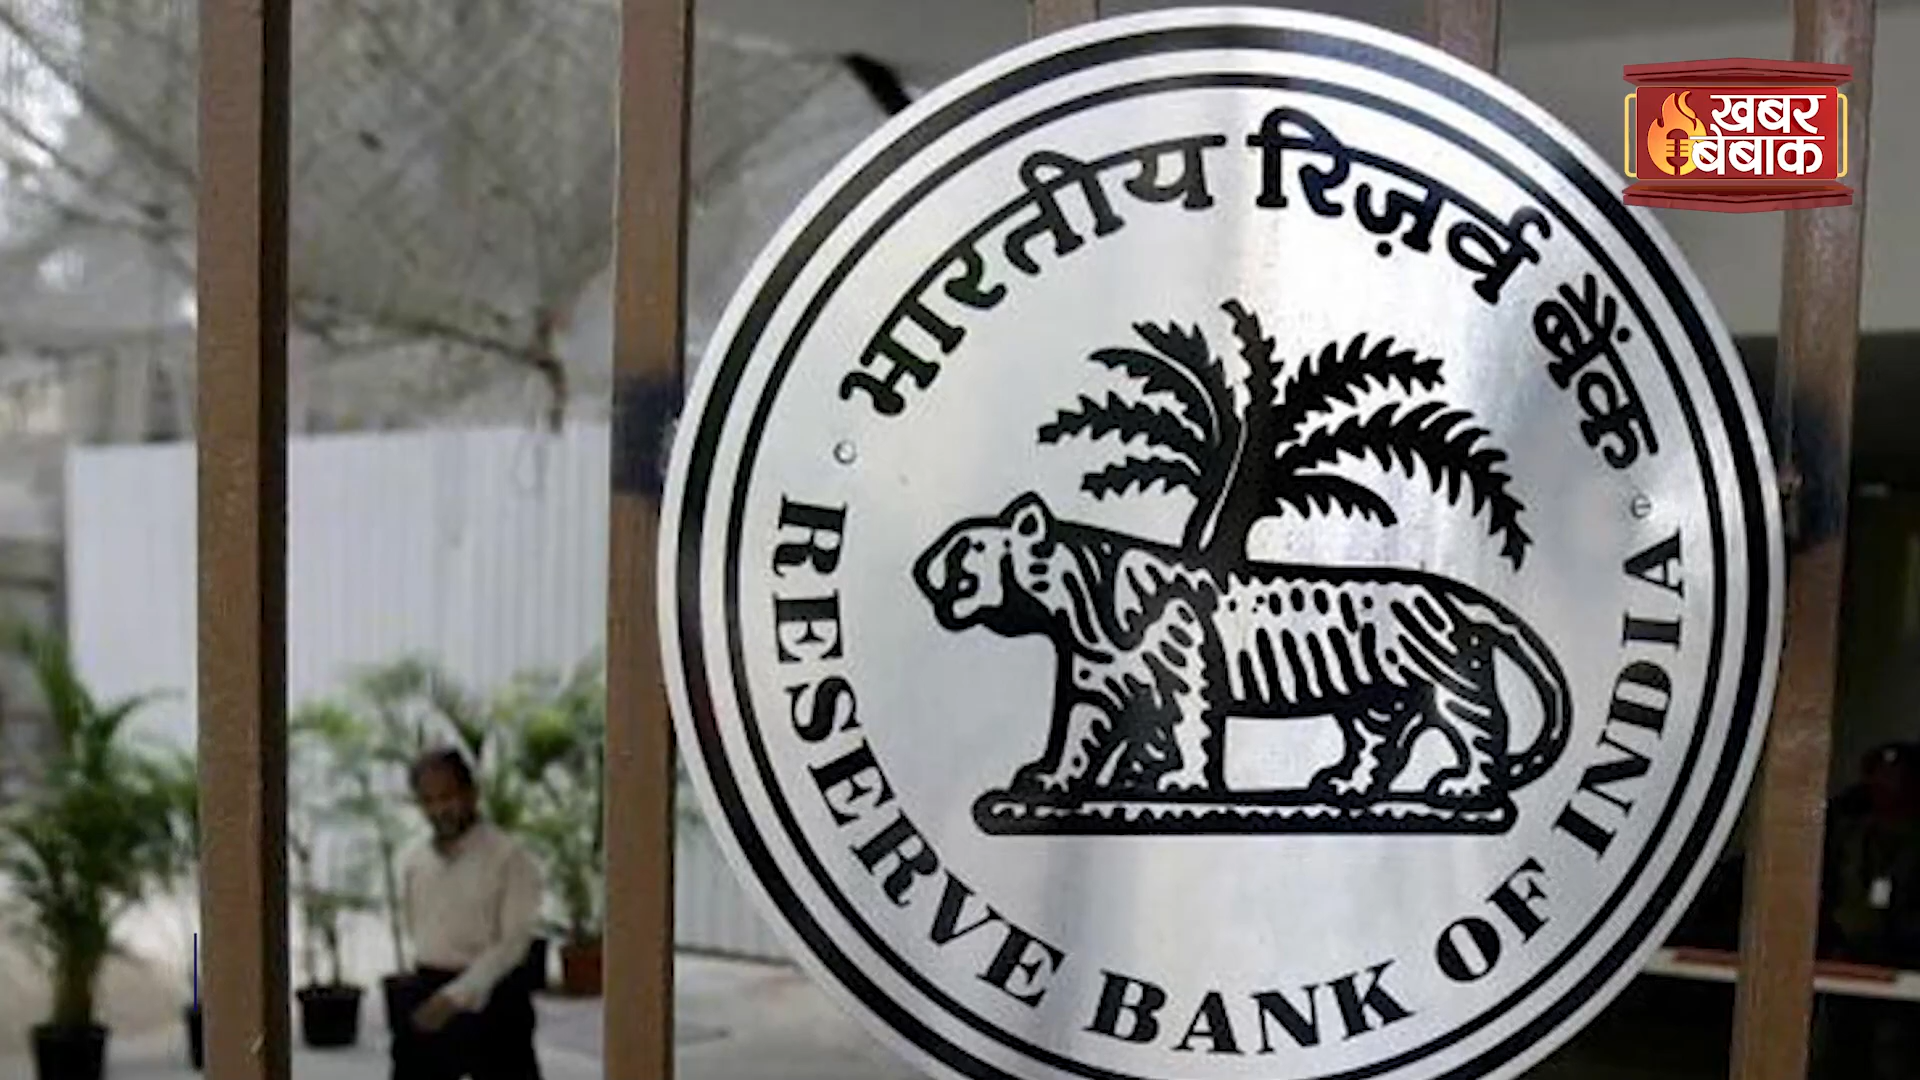 भारतीय रिज़र्व बैंक
RESERVE BANK OF INDIA
खबर
बेबाक